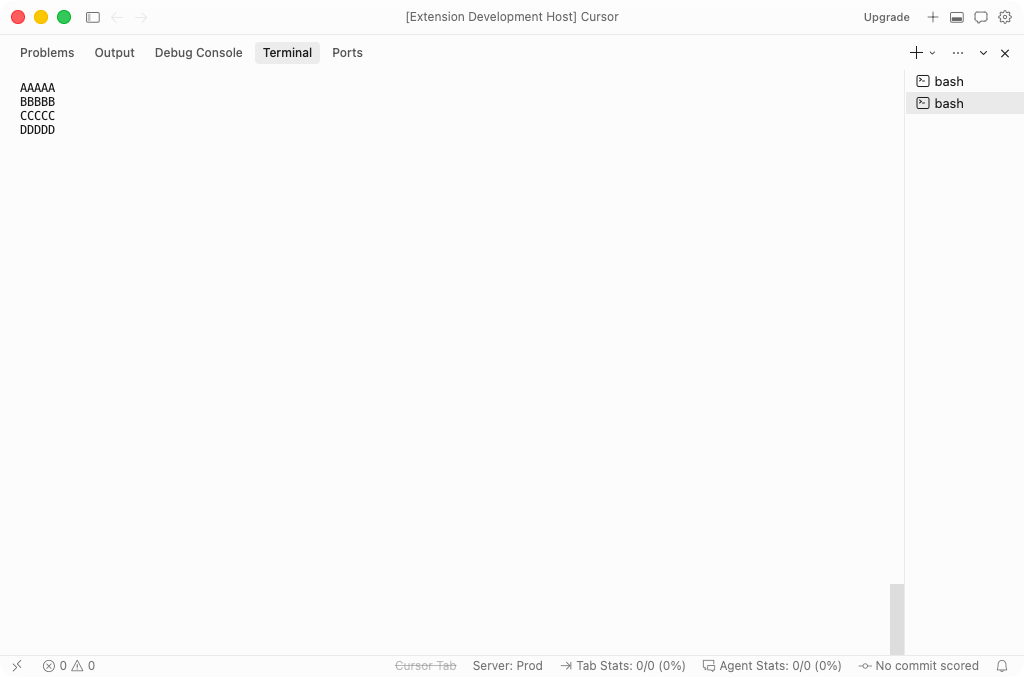 [Extension Development Host] Cursor
Upgrade
Problems Output Debug Console Terminal Ports
AAAAA
BBBBB
CCCCC
DDDDD
bash
bash
0 0
Cursor Tab Server: Prod Tab Stats: 0/0 (0%) Agent Stats: 0/0 (0%) No commit scored